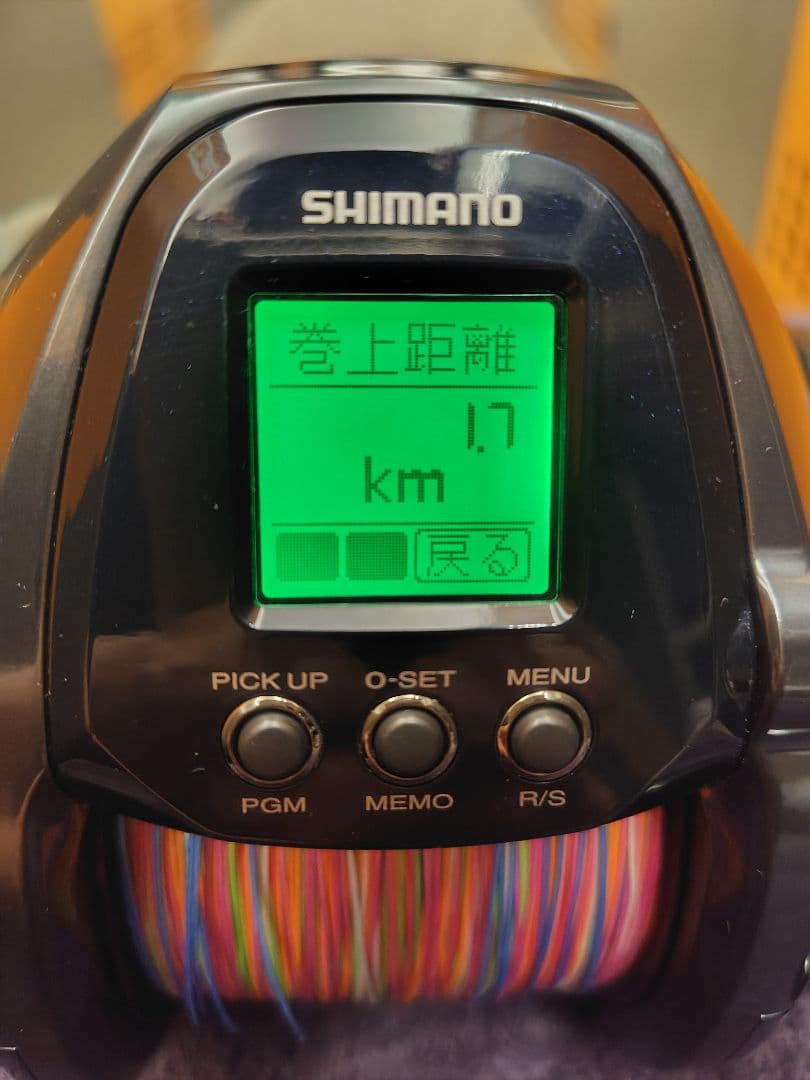 SHIMANO
巻上距離
1.7
km
戻る
PICK UP 0-SET MENU
PGM MEMO R/S